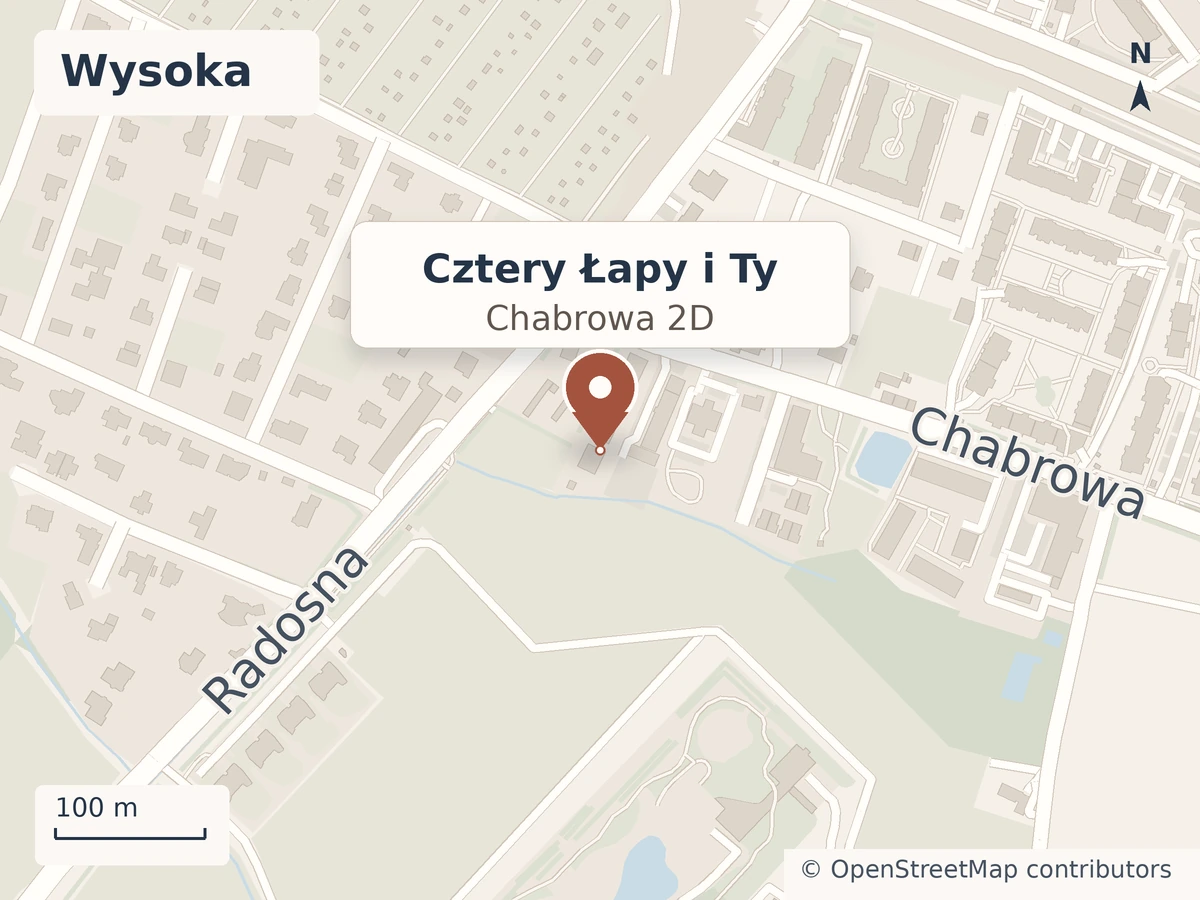 Wysoka
N
Cztery Łapy i Ty
Chabrowa 2D
Chabrowa
Radosna
100 m
© OpenStreetMap contributors